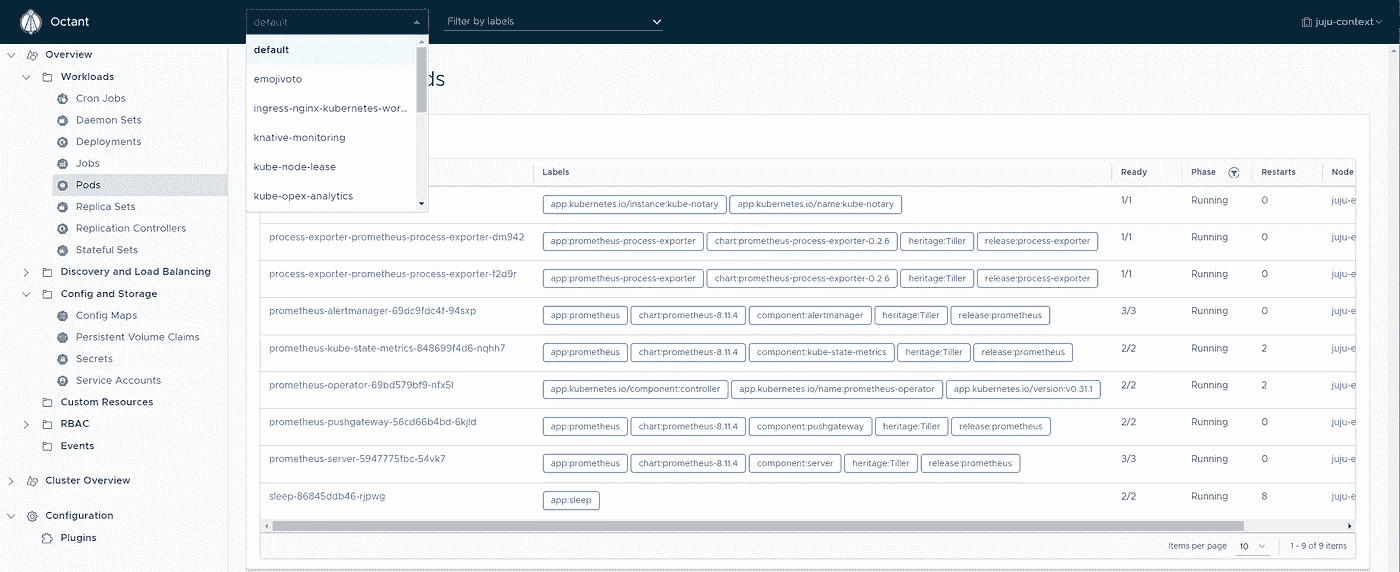 Octant
default
Filter by labels
juju-context
default
emojivoto
ingress-nginx-kubernetes-wor...
knative-monitoring
kube-node-lease
kube-opex-analytics
Overview
Workloads
Cron Jobs
Daemon Sets
Deployments
Jobs
Pods
Replica Sets
Replication Controllers
Stateful Sets
Discovery and Load Balancing
Config and Storage
Config Maps
Persistent Volume Claims
Secrets
Service Accounts
Custom Resources
RBAC
Events
Cluster Overview
Configuration
Plugins
ds
Labels Ready Phase Restarts Node
app.kubernetes.io/instance:kube-notary app.kubernetes.io/name:kube-notary 1/1 Running 0 juju-e
process-exporter-prometheus-process-exporter-dm942 app:prometheus-process-exporter chart:prometheus-process-exporter-0.2.6 heritage:Tiller release:process-exporter 1/1 Running 0 juju-e
process-exporter-prometheus-process-exporter-f2d9r app:prometheus-process-exporter chart:prometheus-process-exporter-0.2.6 heritage:Tiller release:process-exporter 1/1 Running 0 juju-e
prometheus-alertmanager-69dc9fdc4f-94sxp app:prometheus chart:prometheus-8.11.4 component:alertmanager heritage:Tiller release:prometheus 3/3 Running 0 juju-e
prometheus-kube-state-metrics-848699f4d6-nqhh7 app:prometheus chart:prometheus-8.11.4 component:kube-state-metrics heritage:Tiller release:prometheus 2/2 Running 2 juju-e
prometheus-operator-69bd579bf9-nfx5l app.kubernetes.io/component:controller app.kubernetes.io/name:prometheus-operator app.kubernetes.io/version:v0.31.1 2/2 Running 2 juju-e
prometheus-pushgateway-56cd66b4bd-6kjld app:prometheus chart:prometheus-8.11.4 component:pushgateway heritage:Tiller release:prometheus 2/2 Running 0 juju-e
prometheus-server-5947775fbc-54vk7 app:prometheus chart:prometheus-8.11.4 component:server heritage:Tiller release:prometheus 3/3 Running 0 juju-e
sleep-86845ddb46-rjpwg app:sleep 2/2 Running 8 juju-e
Items per page 10 1 - 9 of 9 items